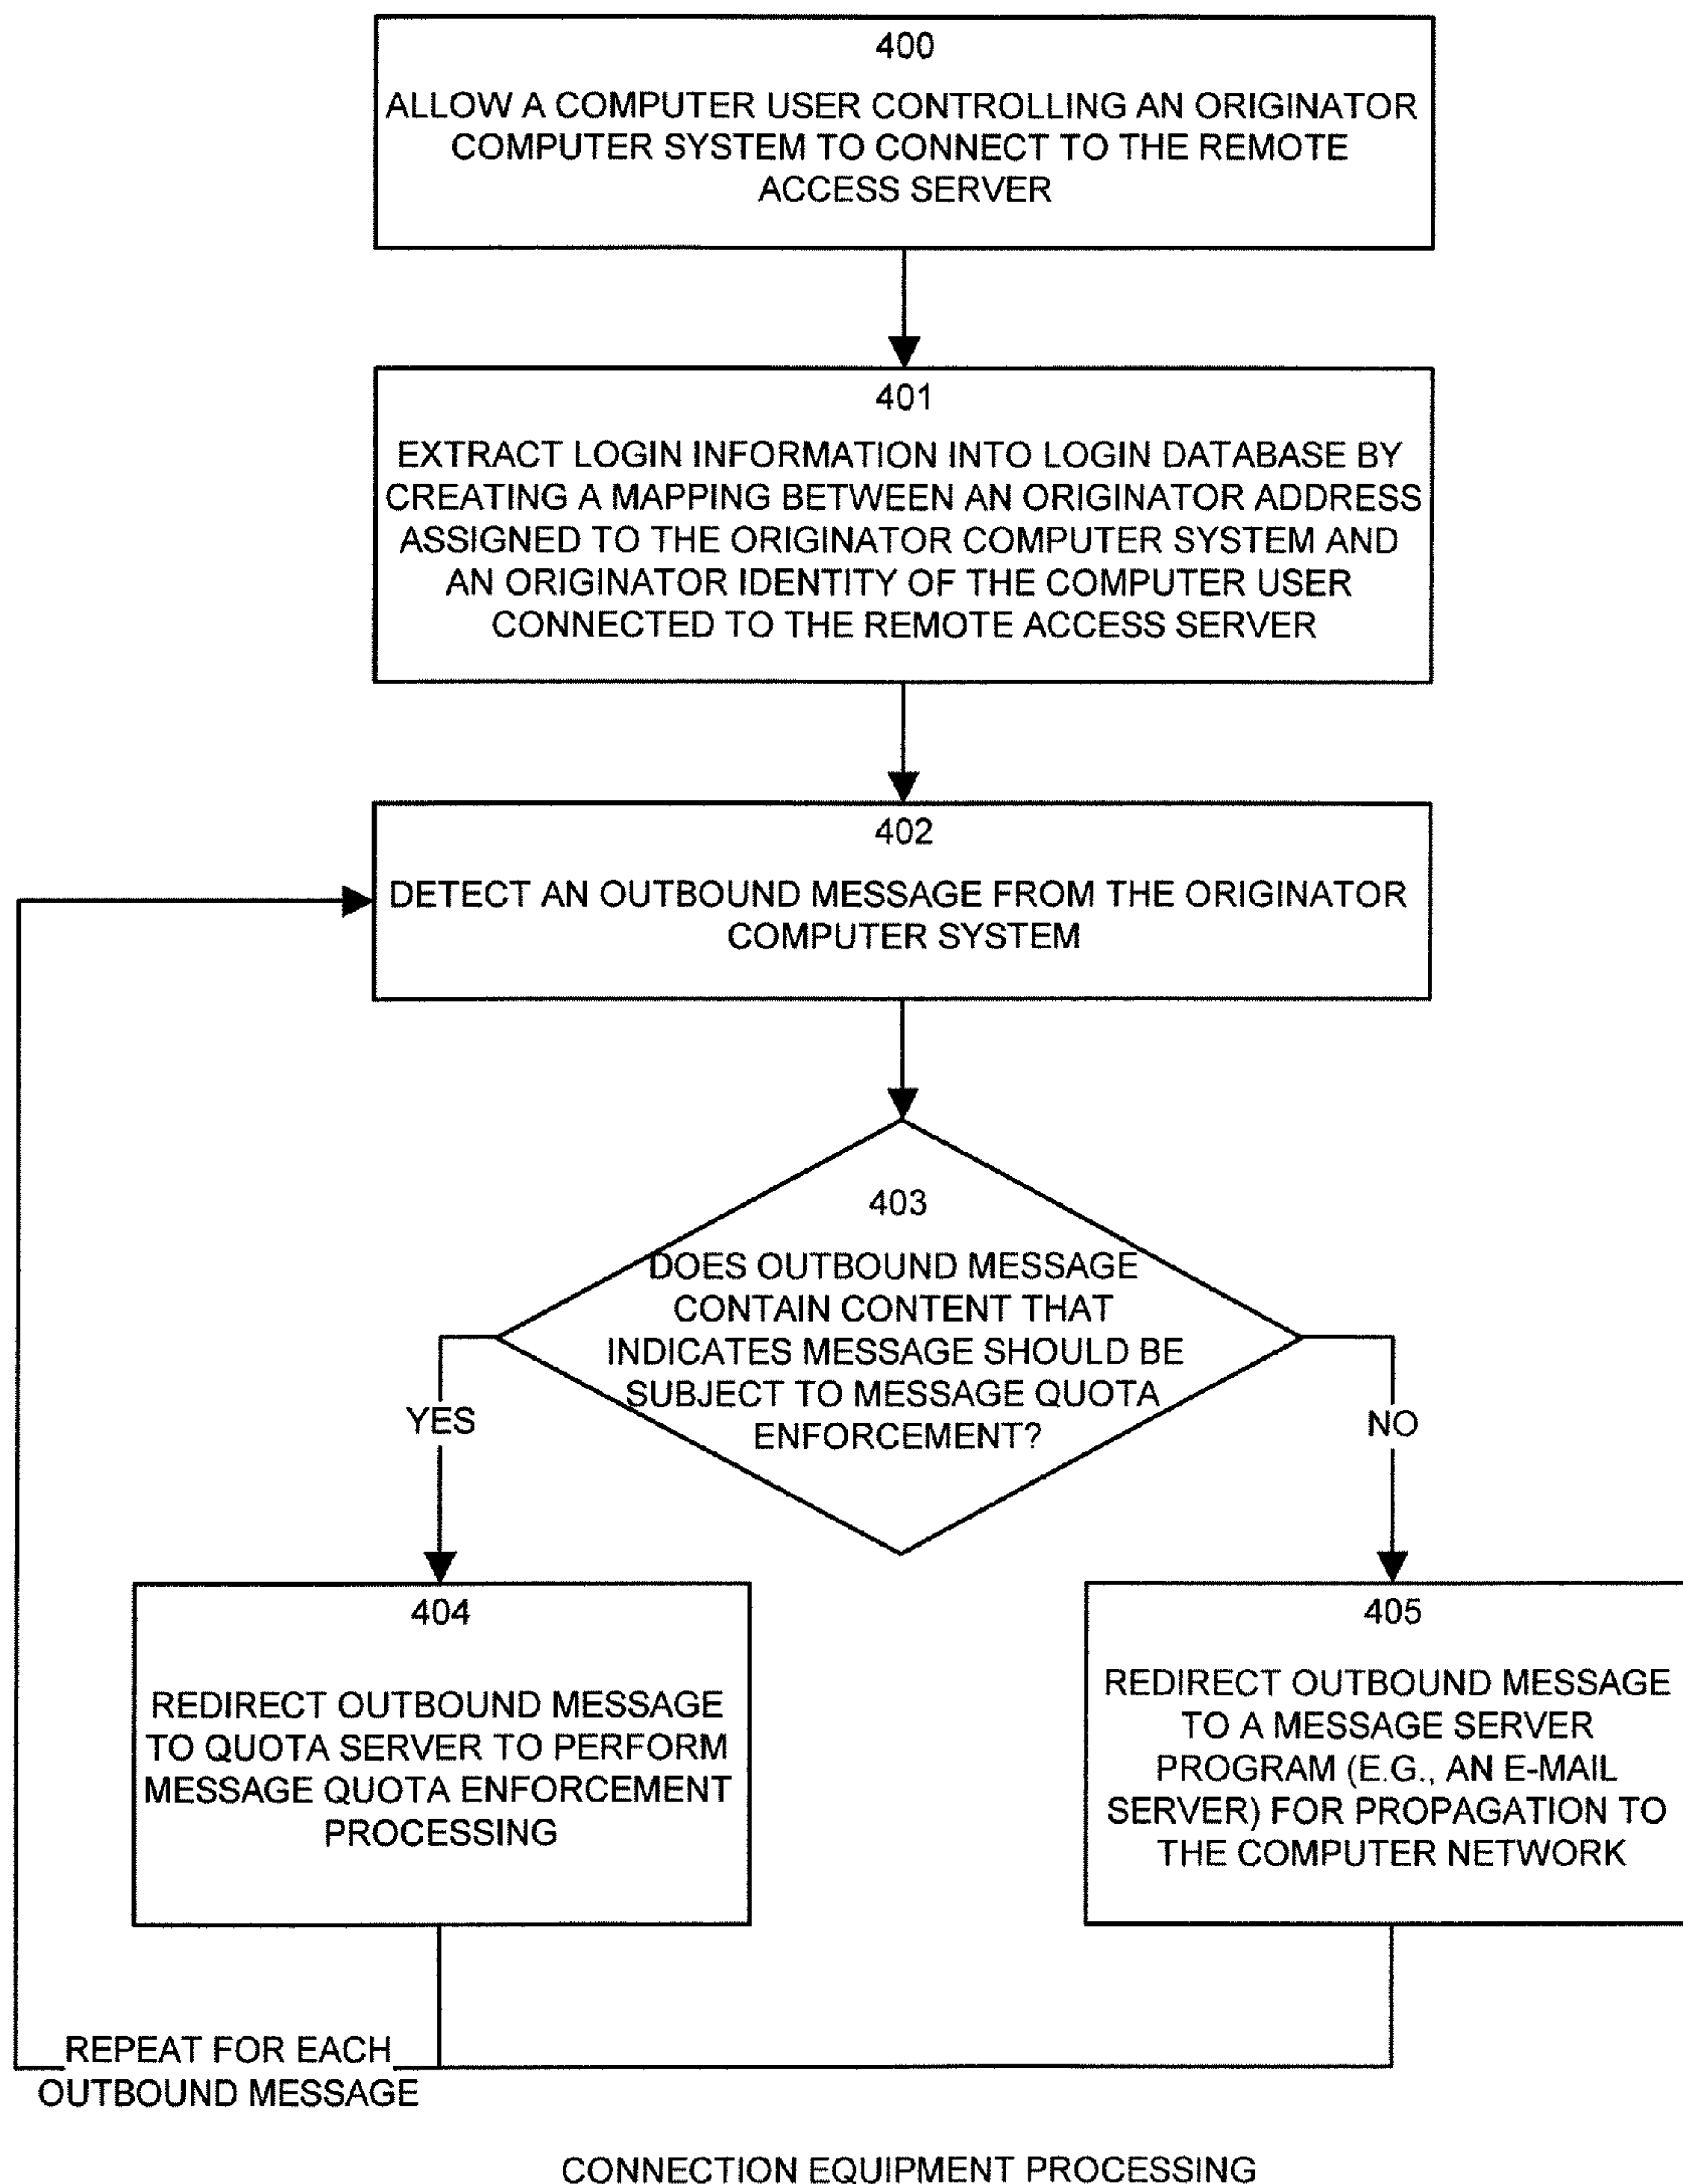 400
ALLOW A COMPUTER USER CONTROLLING AN ORIGINATOR
COMPUTER SYSTEM TO CONNECT TO THE REMOTE
ACCESS SERVER
401
EXTRACT LOGIN INFORMATION INTO LOGIN DATABASE BY
CREATING A MAPPING BETWEEN AN ORIGINATOR ADDRESS
ASSIGNED TO THE ORIGINATOR COMPUTER SYSTEM AND
AN ORIGINATOR IDENTITY OF THE COMPUTER USER
CONNECTED TO THE REMOTE ACCESS SERVER
402
DETECT AN OUTBOUND MESSAGE FROM THE ORIGINATOR
COMPUTER SYSTEM
403
DOES OUTBOUND MESSAGE
CONTAIN CONTENT THAT
INDICATES MESSAGE SHOULD BE
SUBJECT TO MESSAGE QUOTA
ENFORCEMENT?
YES
NO
404
REDIRECT OUTBOUND MESSAGE
TO QUOTA SERVER TO PERFORM
MESSAGE QUOTA ENFORCEMENT
PROCESSING
405
REDIRECT OUTBOUND MESSAGE
TO A MESSAGE SERVER
PROGRAM (E.G., AN E-MAIL
SERVER) FOR PROPAGATION TO
THE COMPUTER NETWORK
REPEAT FOR EACH
OUTBOUND MESSAGE
CONNECTION EQUIPMENT PROCESSING